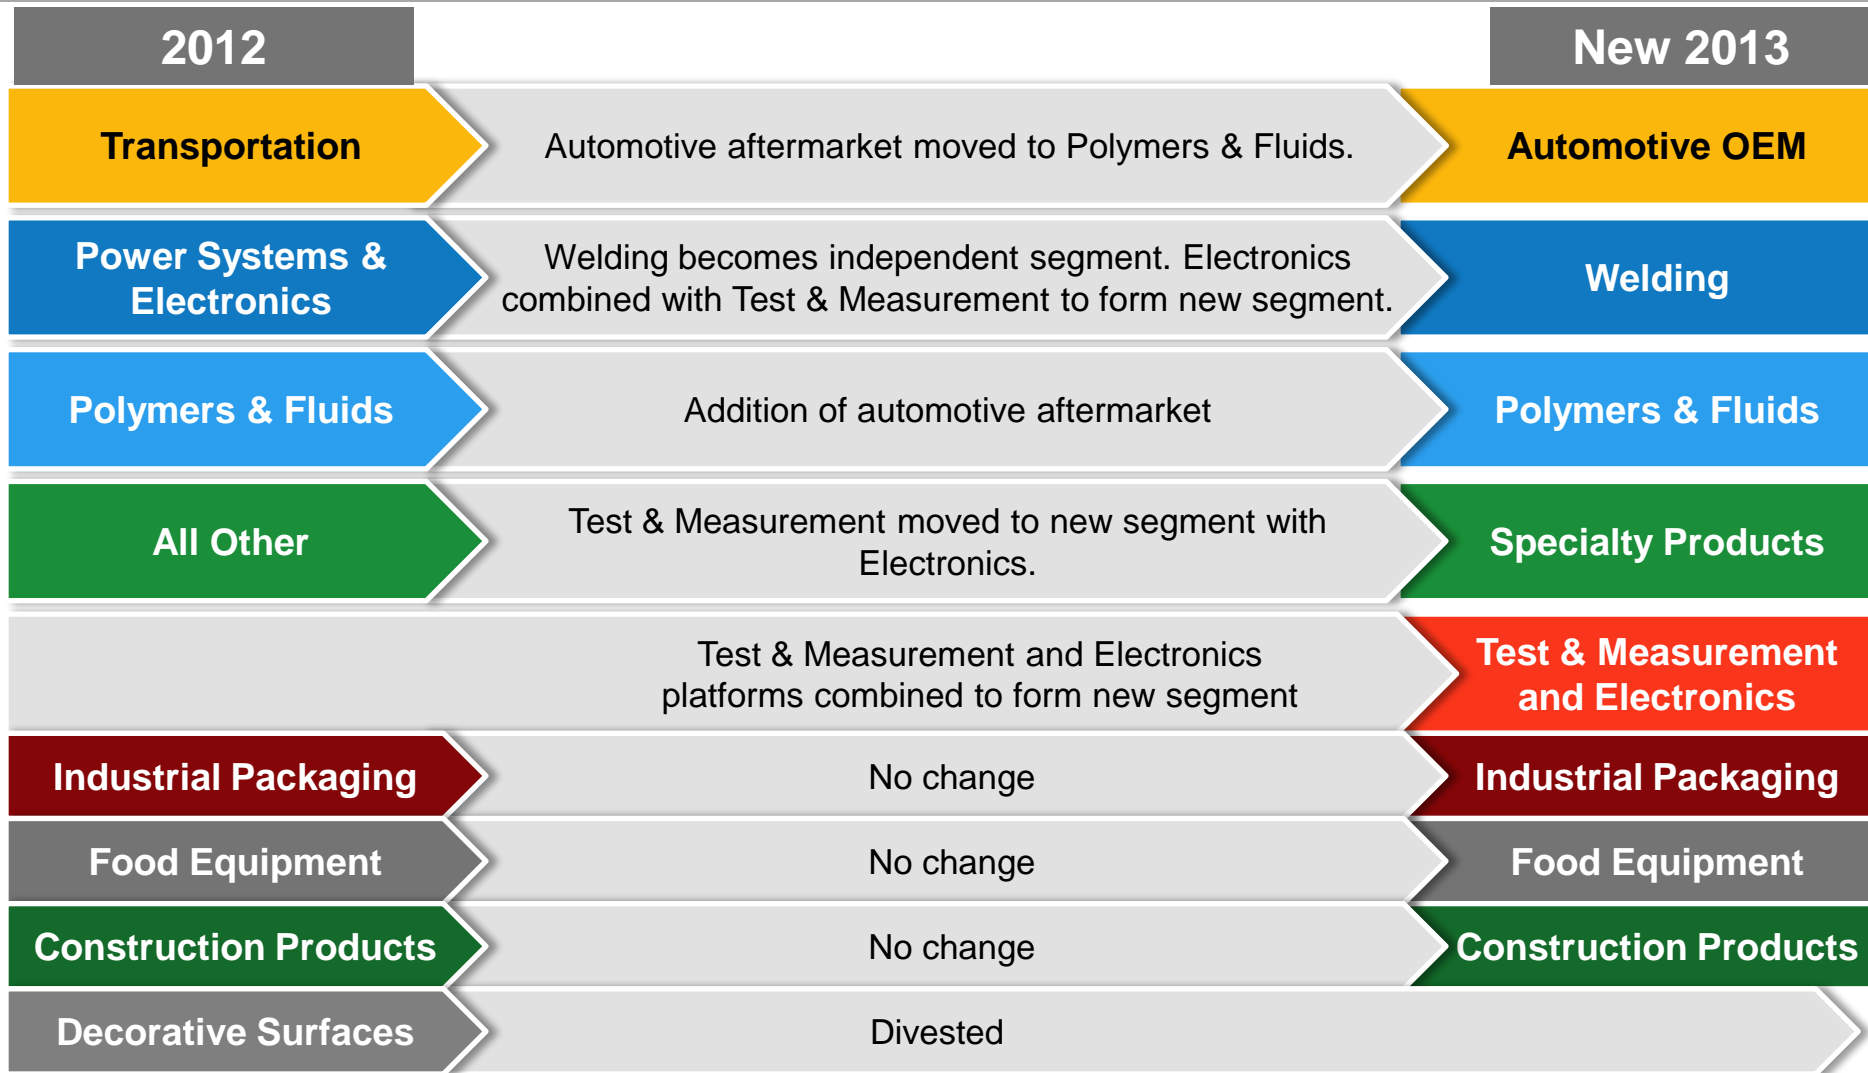 2012
New 2013
Transportation
Automotive aftermarket moved to Polymers & Fluids.
Automotive OEM
Power Systems &
Electronics
Welding becomes independent segment. Electronics
combined with Test & Measurement to form new segment.
Welding
Polymers & Fluids
Addition of automotive aftermarket
Polymers & Fluids
All Other
Test & Measurement moved to new segment with
Electronics.
Specialty Products
Test & Measurement and Electronics
platforms combined to form new segment
Test & Measurement
and Electronics
Industrial Packaging
No change
Industrial Packaging
Food Equipment
No change
Food Equipment
Construction Products
No change
Construction Products
Decorative Surfaces
Divested